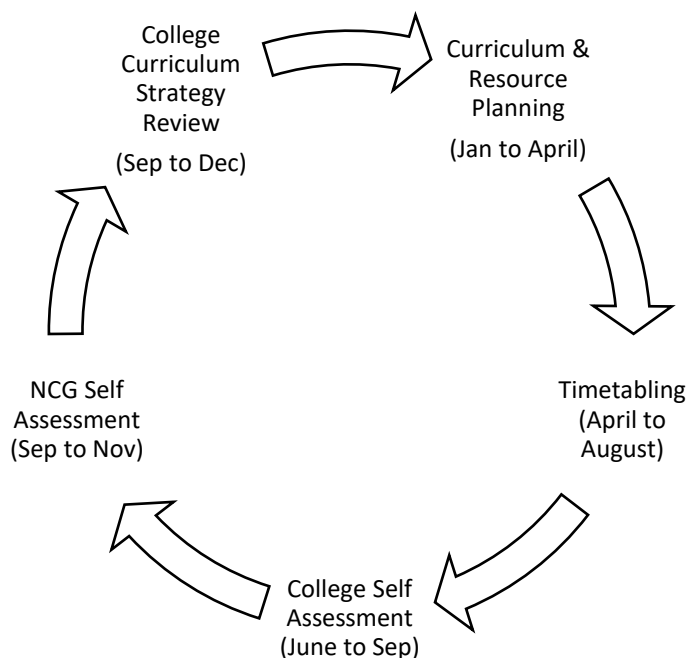 College
Curriculum
Strategy
Review
(Sep to Dec)
Curriculum &
Resource
Planning
(Jan to April)
Timetabling
(April to
August)
College Self
Assessment
(June to Sep)
NCG Self
Assessment
(Sep to Nov)